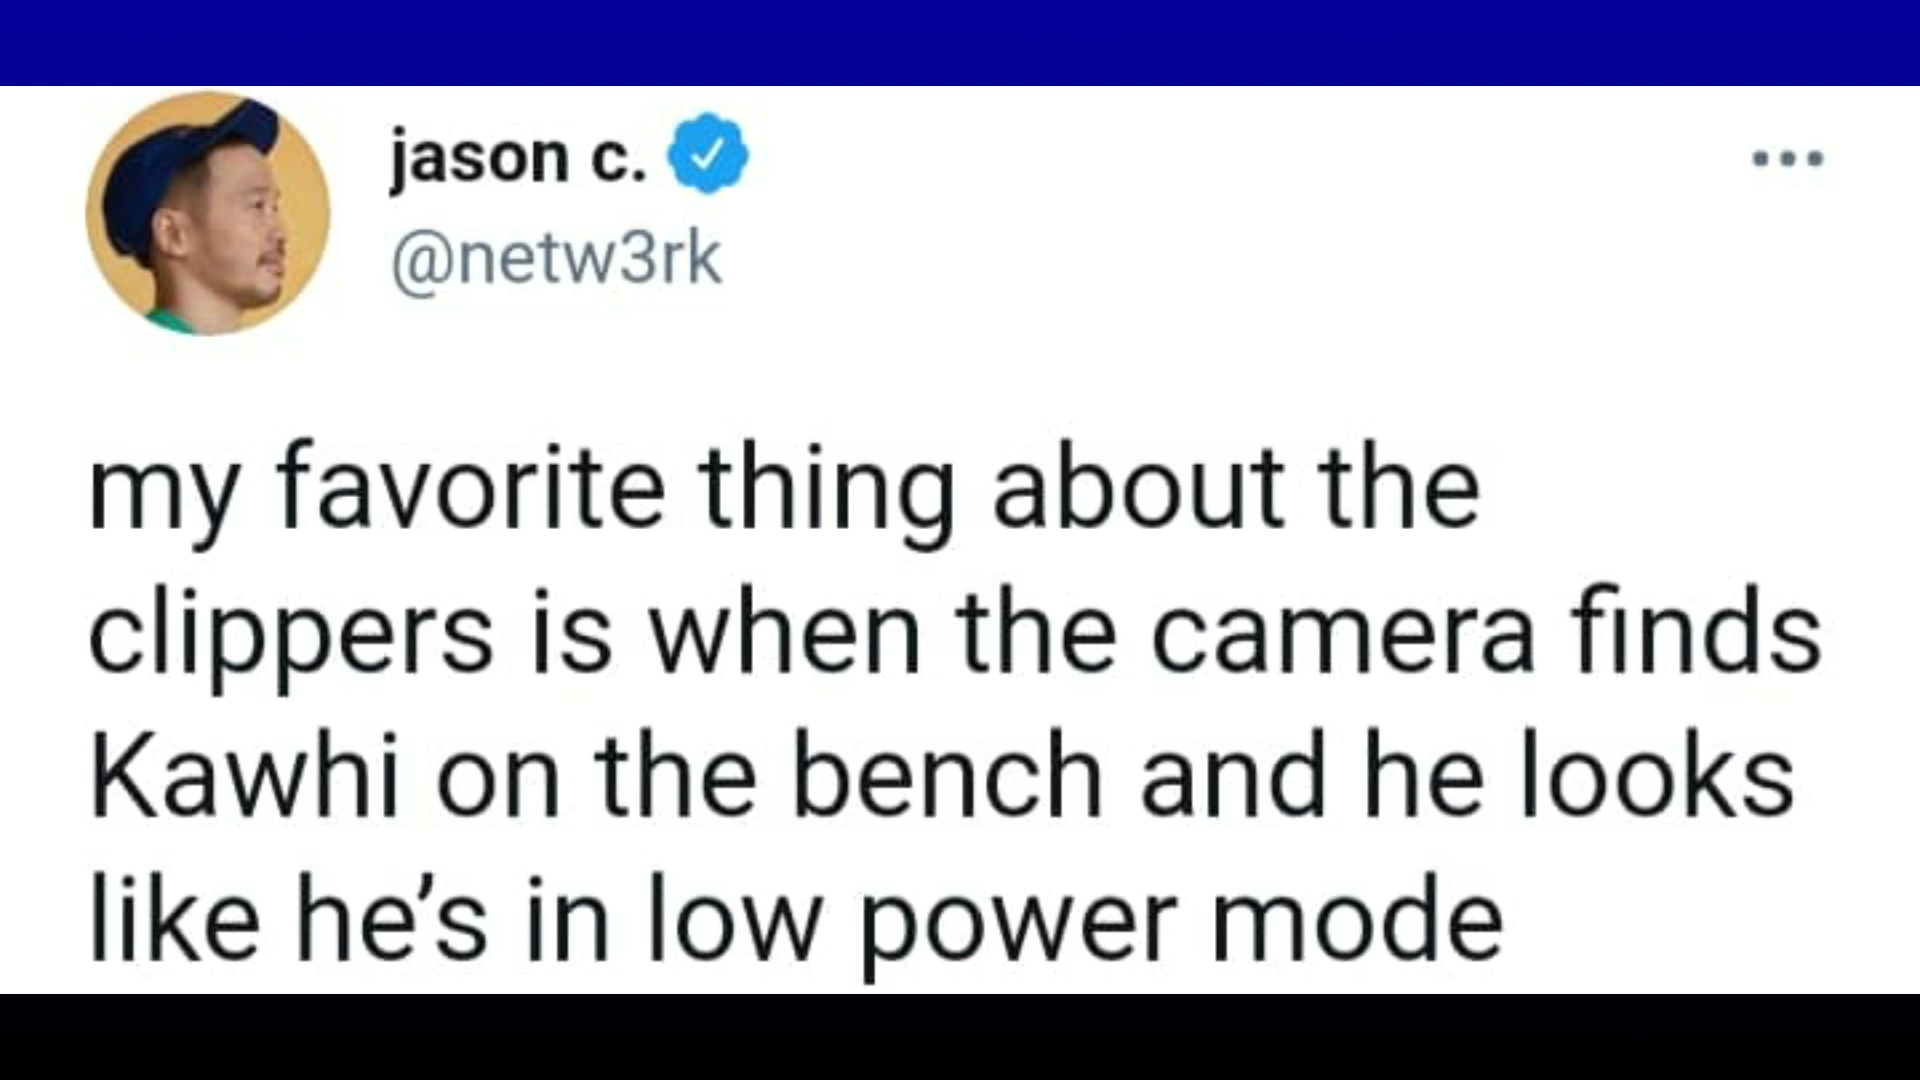 jason c.
@netw3rk
my favorite thing about the
clippers is when the camera finds
Kawhi on the bench and he looks
like he’s in low power mode